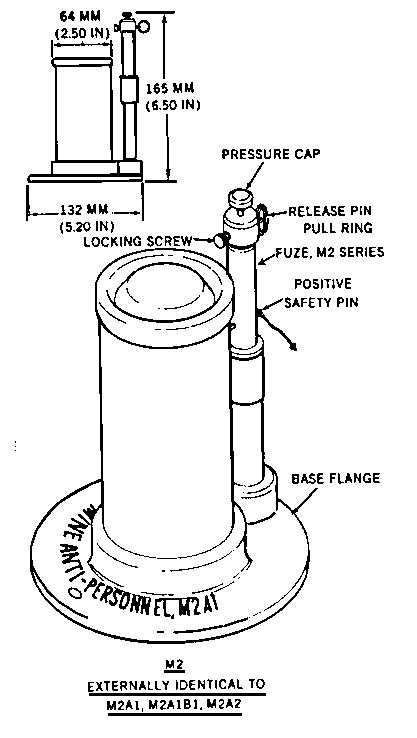 64 MM
(2.50 IN)
165 MM
(6.50 IN)
132 MM
(5.20 IN)
PRESSURE CAP
RELEASE PIN
PULL RING
LOCKING SCREW
FUZE, M2 SERIES
POSITIVE
SAFETY PIN
BASE FLANGE
MINE ANTI-PERSONNEL, M2A1
M2
EXTERNALLY IDENTICAL TO
M2A1, M2A1B1, M2A2